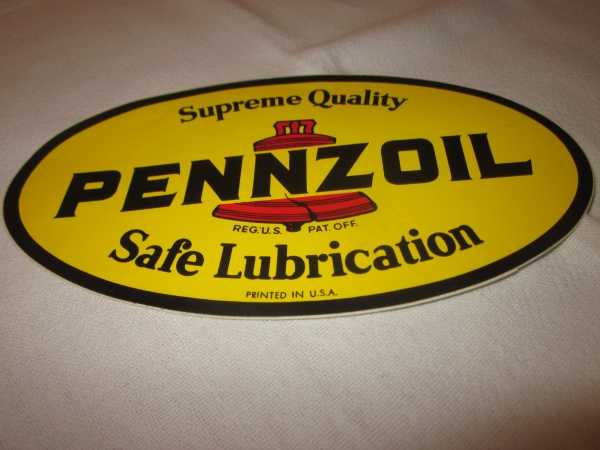 Supreme Quality
PENNZOIL
REG. U.S. PAT. OFF.
Safe Lubrication
PRINTED IN U.S.A.